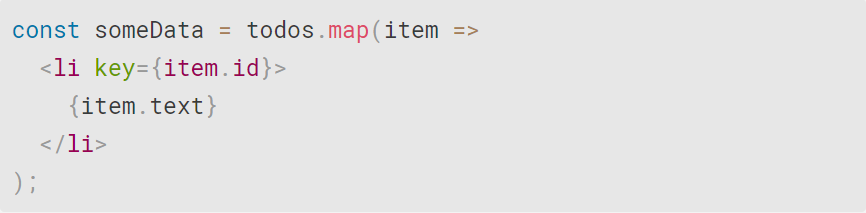 const someData = todos.map(item =>
<li key={item.id}>
{item.text}
</li>
);